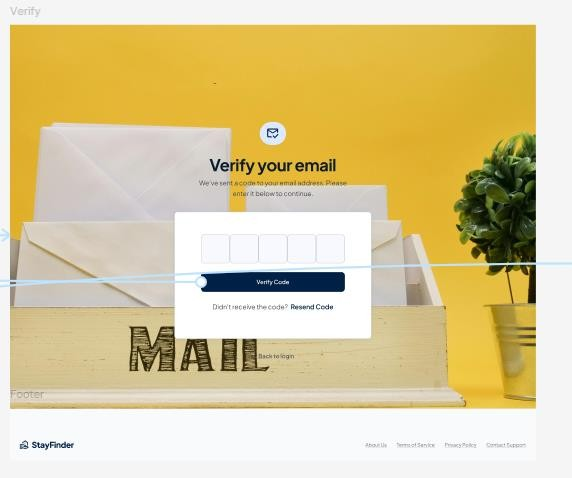 Verify
Verify your email
We've sent a code to your email address. Please
enter it below to continue.
Verify Code
Didn't receive the code? Resend Code
MAIL
Back to login
Footer
StayFinder
About Us
Terms of Service
Privacy Policy
Contact Support